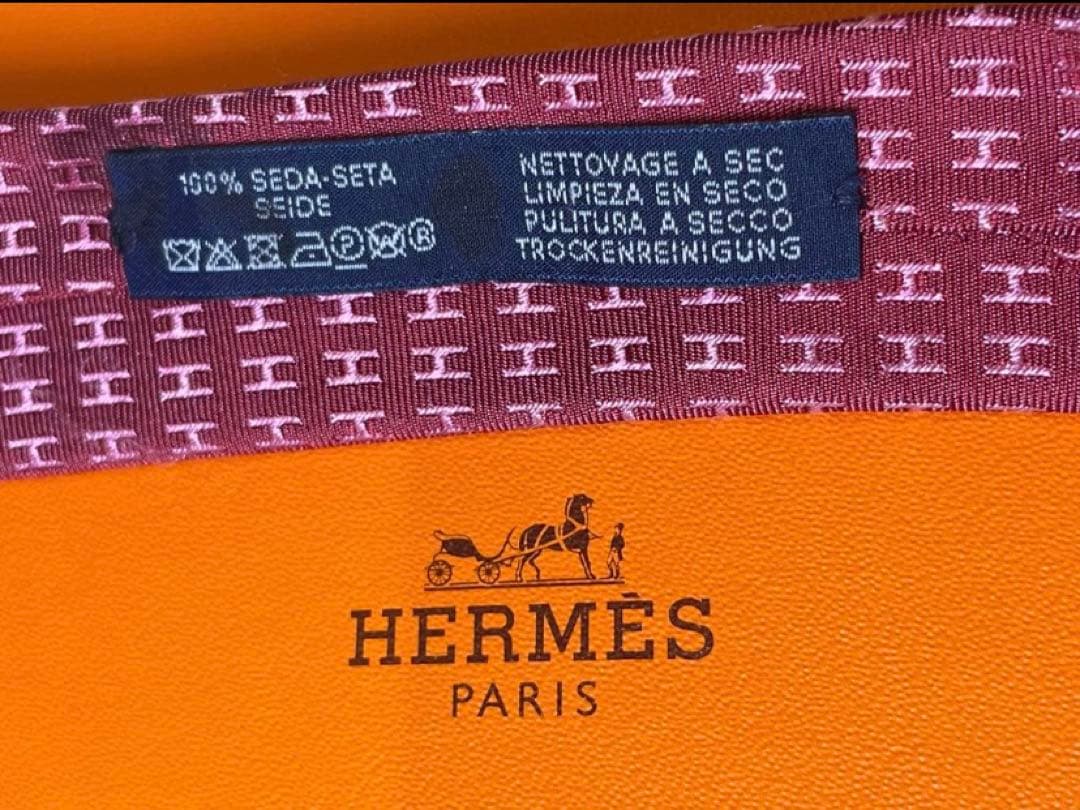 100% SEDA-SETA
SEIDE
P W R
NETTOYAGE A SEC
LIMPIEZA EN SECO
PULITURA A SECCO
TROCKENREINIGUNG
HERMÈS
PARIS